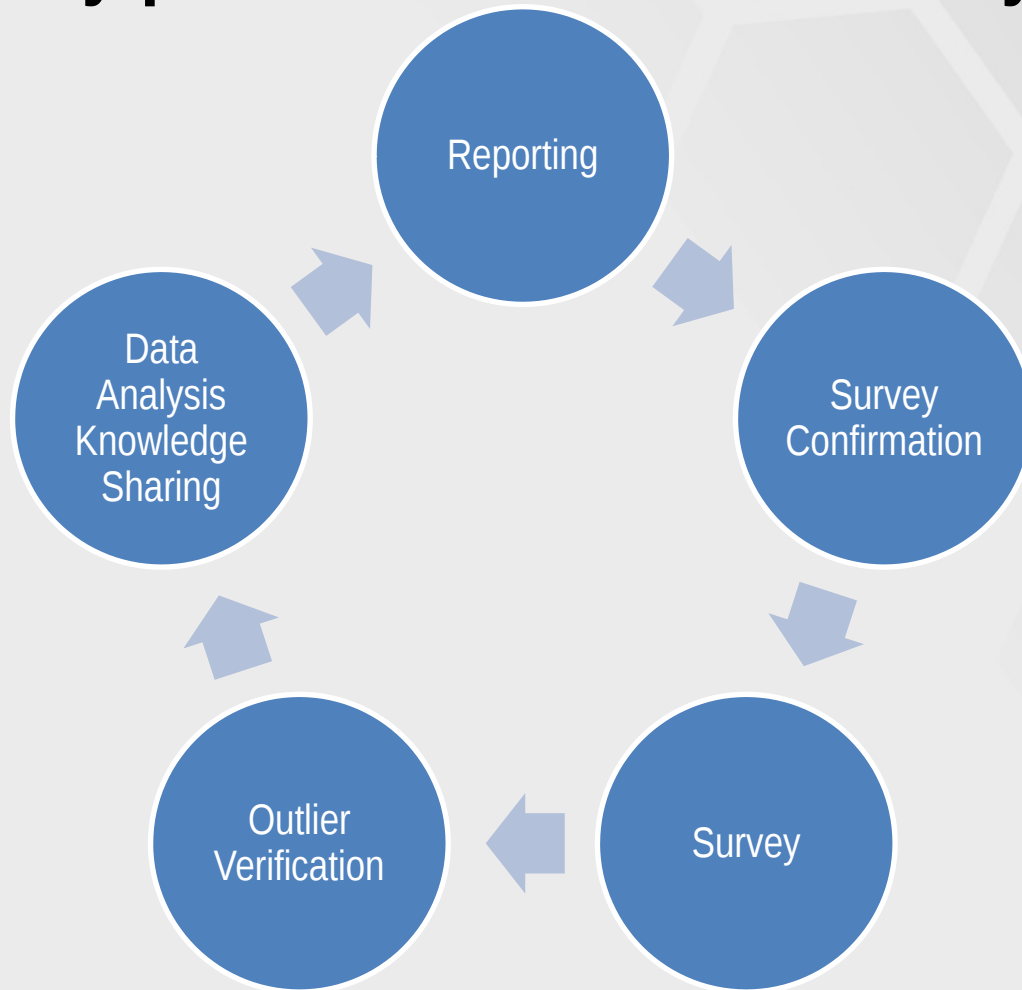 Reporting
Survey
Confirmation
Survey
Outlier
Verification
Data
Analysis
Knowledge
Sharing